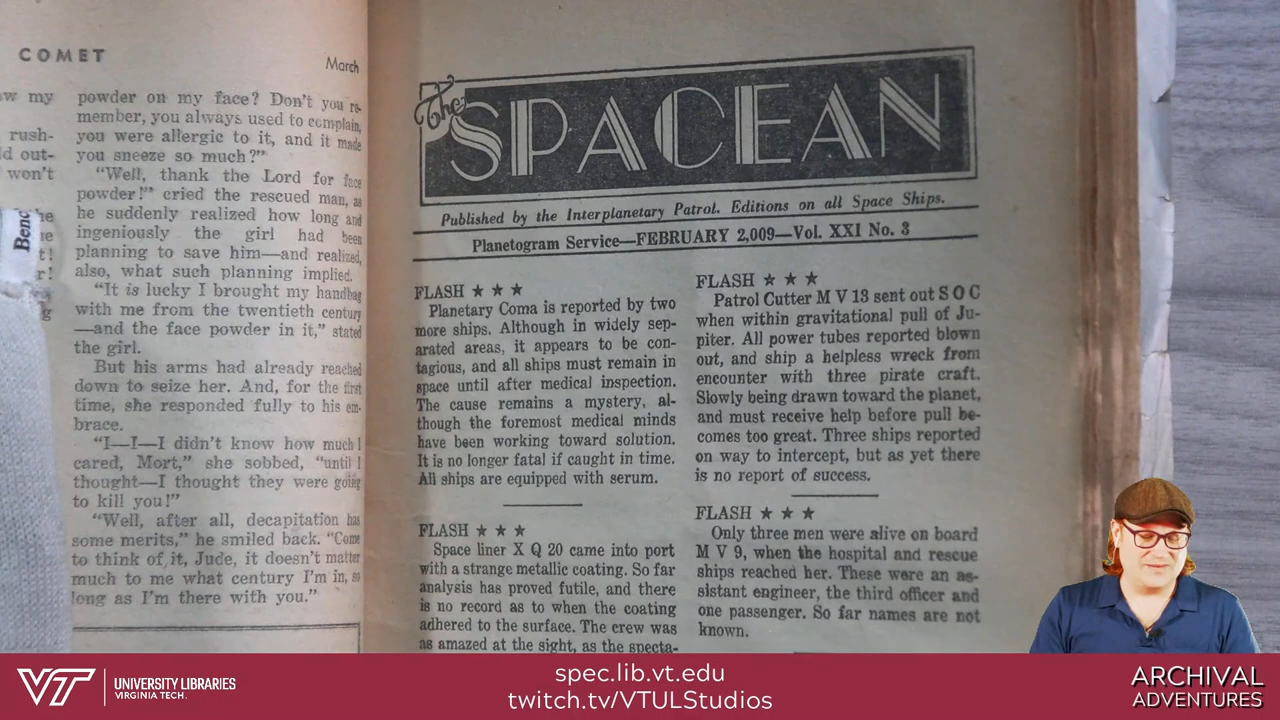 COMET
March
powder on my face? Don't you re-
member, you always used to complain,
you were allergic to it, and it made
you sneeze so much?"
"Well, thank the Lord for face
powder!" cried the rescued man, as
he suddenly realized how long and
ingeniously the girl had been
planning to save him—and realized,
also, what such planning implied.
"It is lucky I brought my handbag
with me from the twentieth century
—and the face powder in it," stated
the girl.
But his arms had already reached
down to seize her. And, for the first
time, she responded fully to his em-
brace.
"I—I—I didn't know how much I
cared, Mort," she sobbed, "until I
thought—I thought they were going
to kill you!"
"Well, after all, decapitation has
some merits," he smiled back. "Come
to think of it, Jude, it doesn't matter
much to me what century I'm in, so
long as I'm there with you."
my
rush-
out-
won't
Benc
The SPACEAN
Published by the Interplanetary Patrol. Editions on all Space Ships.
Planetogram Service—FEBRUARY 2,009—Vol. XXI No. 3
FLASH ★ ★ ★
Planetary Coma is reported by two
more ships. Although in widely sep-
arated areas, it appears to be con-
tagious, and all ships must remain in
space until after medical inspection.
The cause remains a mystery, al-
though the foremost medical minds
have been working toward solution.
It is no longer fatal if caught in time.
All ships are equipped with serum.
FLASH ★ ★ ★
Space liner X Q 20 came into port
with a strange metallic coating. So far
analysis has proved futile, and there
is no record as to when the coating
adhered to the surface. The crew was
as amazed at the sight, as the specta-
FLASH ★ ★ ★
Patrol Cutter M V 13 sent out S O C
when within gravitational pull of Ju-
piter. All power tubes reported blown
out, and ship a helpless wreck from
encounter with three pirate craft.
Slowly being drawn toward the planet,
and must receive help before pull be-
comes too great. Three ships reported
on way to intercept, but as yet there
is no report of success.
FLASH ★ ★ ★
Only three men were alive on board
M V 9, when the hospital and rescue
ships reached her. These were an as-
sistant engineer, the third officer and
one passenger. So far names are not
known.
VT
UNIVERSITY LIBRARIES
VIRGINIA TECH.
spec.lib.vt.edu
twitch.tv/VTULStudios
ARCHIVAL
ADVENTURES